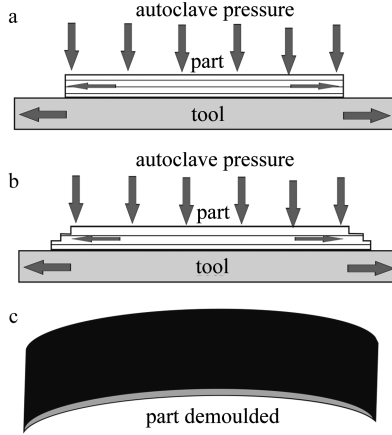 a
autoclave pressure
part
tool
b
autoclave pressure
part
tool
c
part demoulded